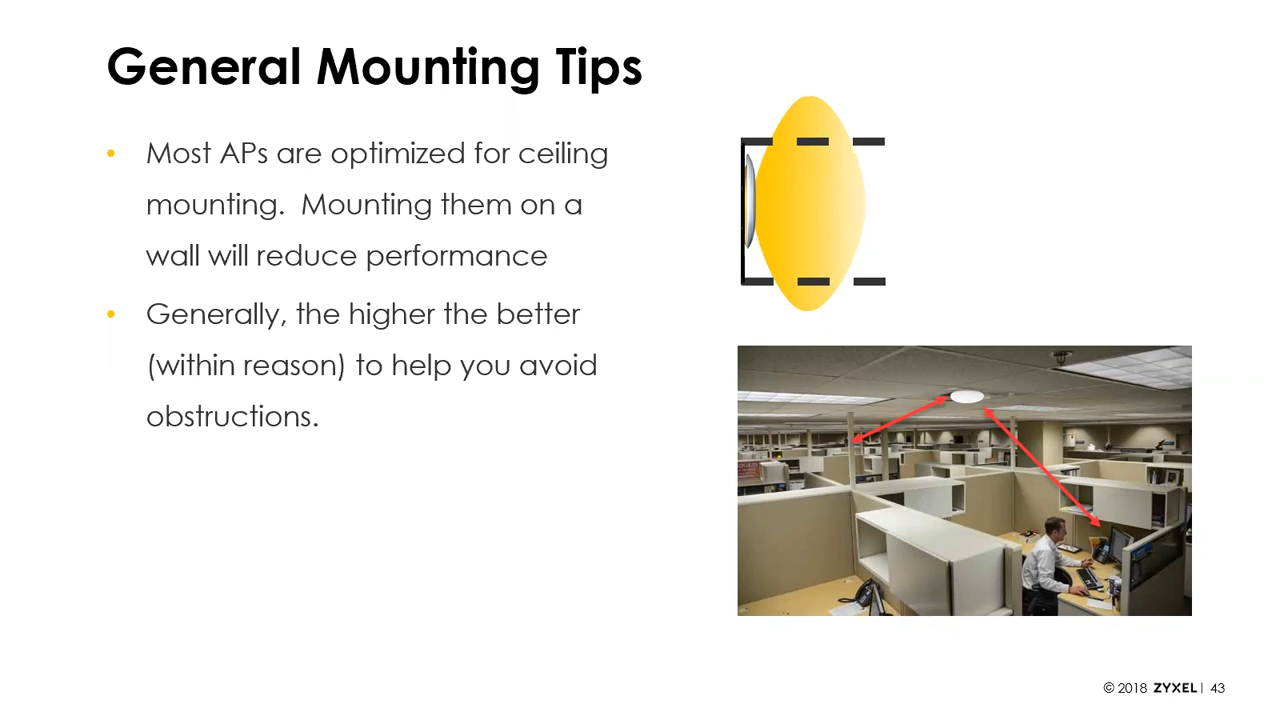 General Mounting Tips
• Most APs are optimized for ceiling
mounting.  Mounting them on a
wall will reduce performance
• Generally, the higher the better
(within reason) to help you avoid
obstructions.
© 2018 ZYXEL | 43